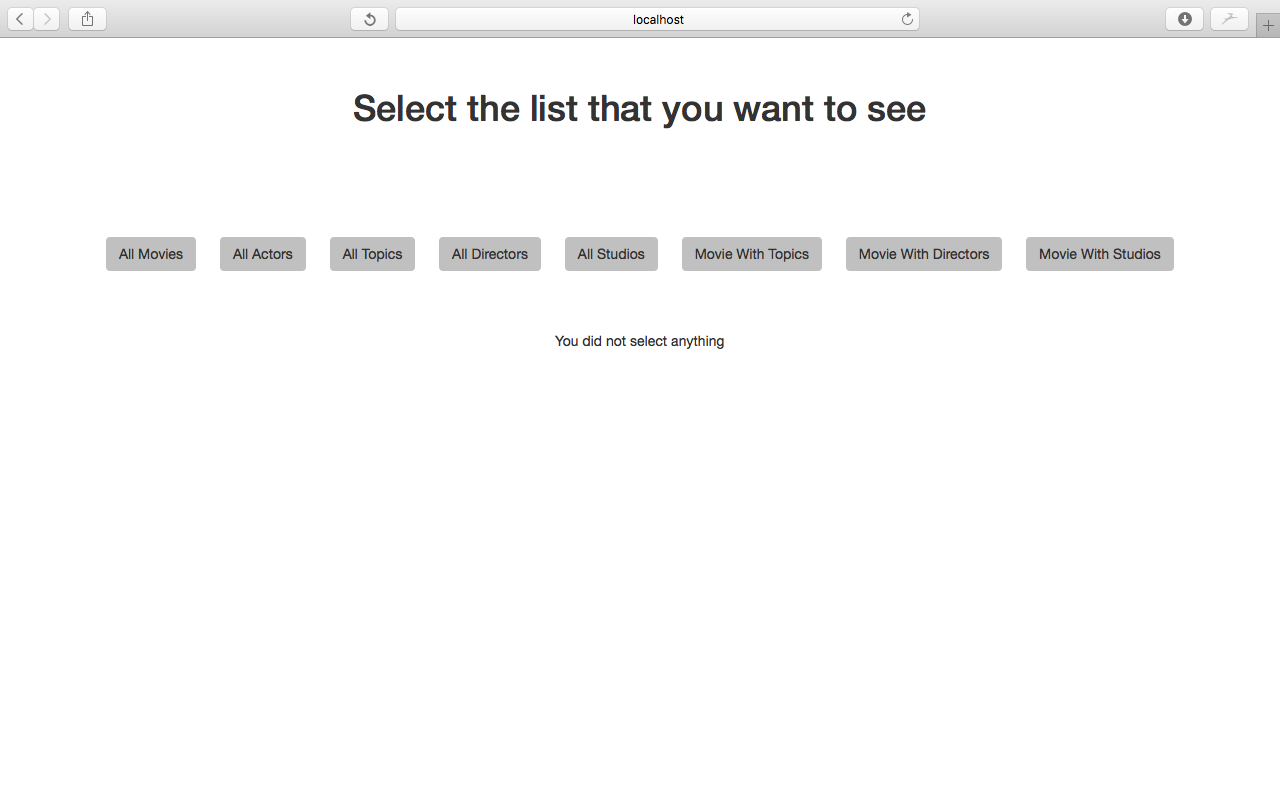 localhost
Select the list that you want to see
All Movies All Actors All Topics All Directors All Studios Movie With Topics Movie With Directors Movie With Studios
You did not select anything